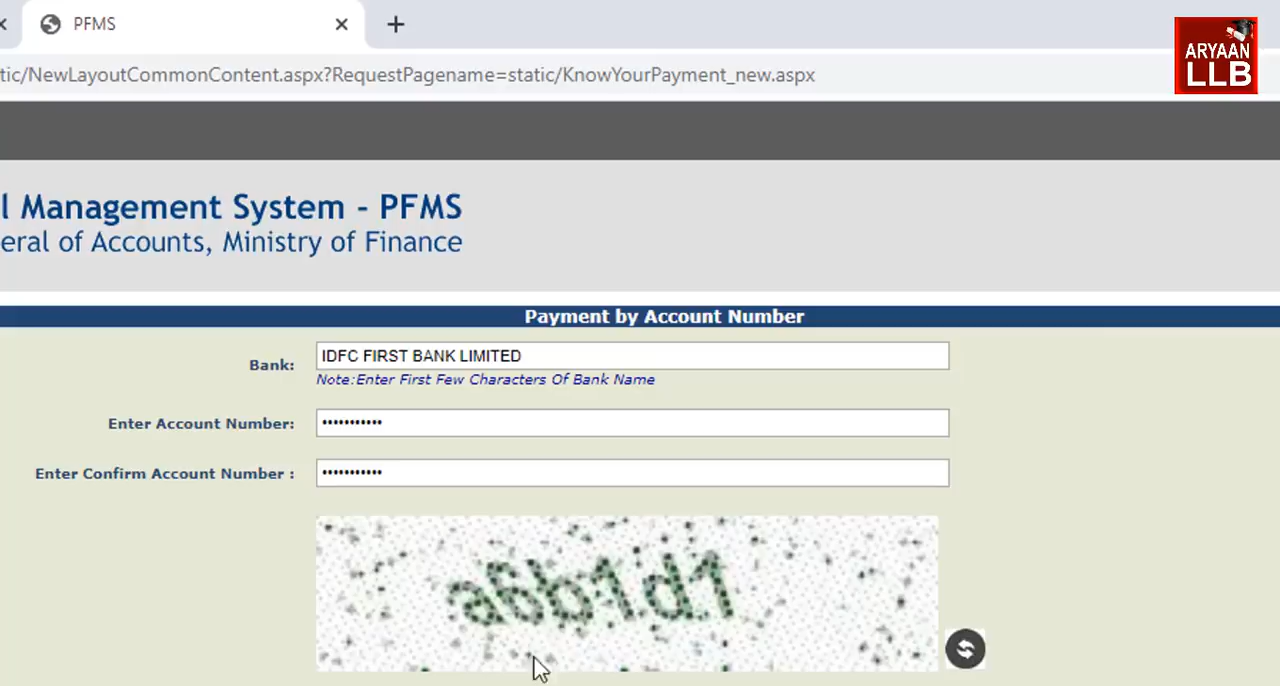 PFMS
ARYAAN
LLB
tic/NewLayoutCommonContent.aspx?RequestPagename=static/KnowYourPayment_new.aspx
l Management System - PFMS
eral of Accounts, Ministry of Finance
Payment by Account Number
Bank: IDFC FIRST BANK LIMITED
Note:Enter First Few Characters Of Bank Name
Enter Account Number: •••••••••••
Enter Confirm Account Number : •••••••••••
a6b1d1